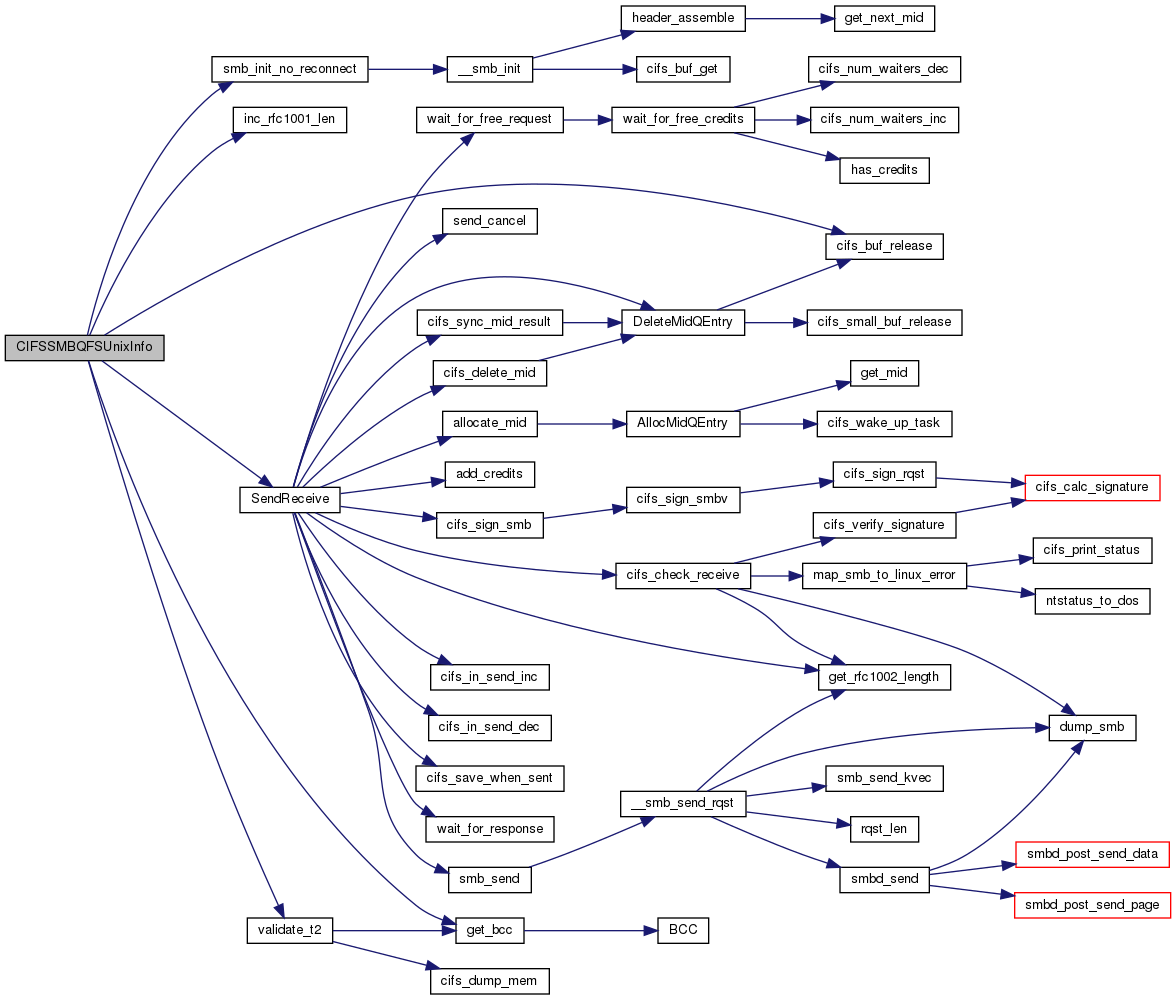 header_assemble
get_next_mid
smb_init_no_reconnect
__smb_init
cifs_buf_get
cifs_num_waiters_dec
inc_rfc1001_len
wait_for_free_request
wait_for_free_credits
cifs_num_waiters_inc
has_credits
send_cancel
cifs_buf_release
CIFSSMBQFSUnixInfo
cifs_sync_mid_result
DeleteMidQEntry
cifs_small_buf_release
cifs_delete_mid
get_mid
allocate_mid
AllocMidQEntry
cifs_wake_up_task
add_credits
cifs_sign_rqst
cifs_calc_signature
SendReceive
cifs_sign_smb
cifs_sign_smbv
cifs_verify_signature
cifs_print_status
cifs_check_receive
map_smb_to_linux_error
ntstatus_to_dos
cifs_in_send_inc
get_rfc1002_length
cifs_in_send_dec
dump_smb
cifs_save_when_sent
smb_send_kvec
__smb_send_rqst
wait_for_response
rqst_len
smbd_post_send_data
smb_send
smbd_send
smbd_post_send_page
validate_t2
get_bcc
BCC
cifs_dump_mem